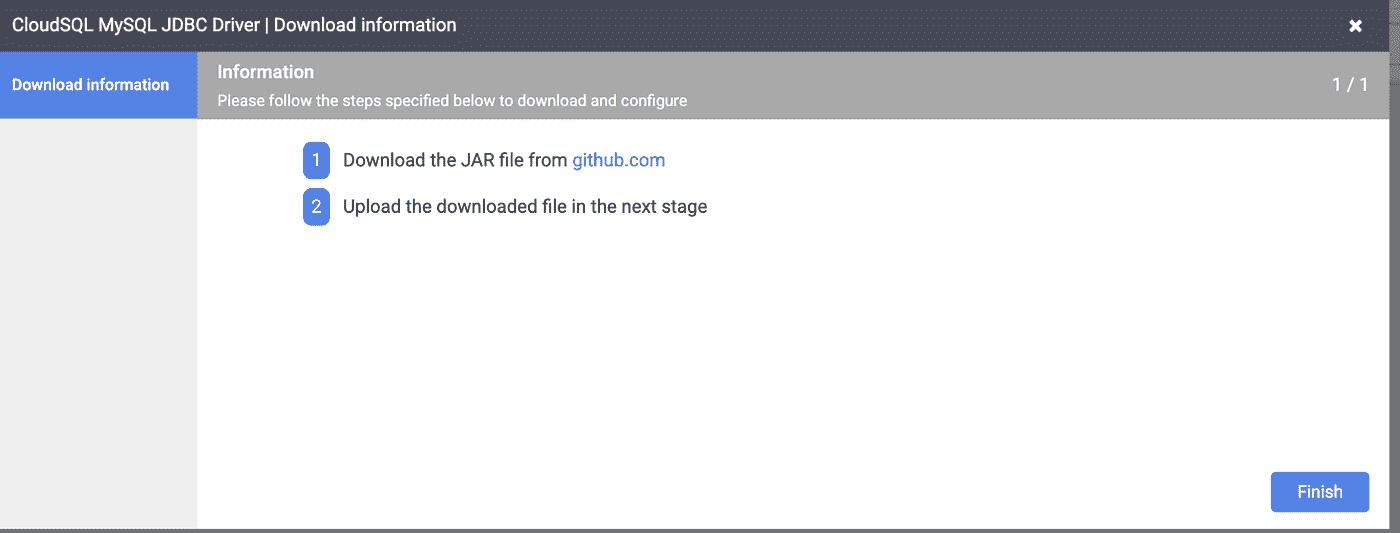 CloudSQL MySQL JDBC Driver | Download information
Download information
Information
Please follow the steps specified below to download and configure
1 / 1
1 Download the JAR file from github.com
2 Upload the downloaded file in the next stage
Finish